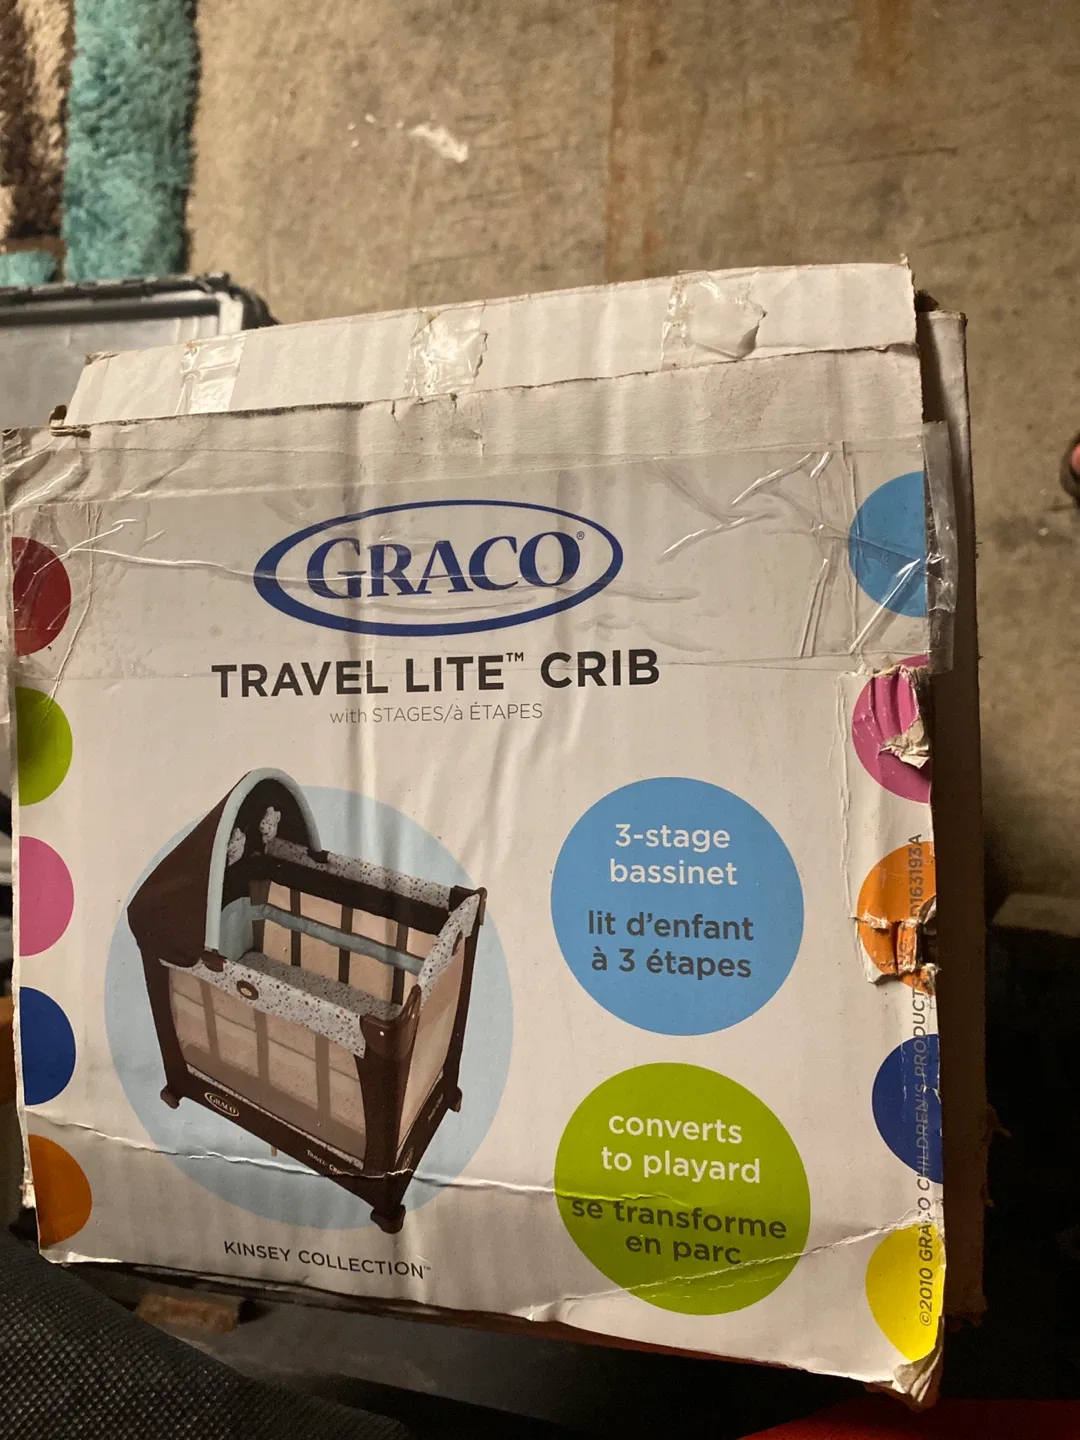 GRACO®
TRAVEL LITE™ CRIB
with STAGES/à ÉTAPES
3-stage
bassinet
lit d'enfant
à 3 étapes
converts
to playard
se transforme
en parc
GRACO
KINSEY COLLECTION™
©2010 GRACO CHILDREN'S PRODUCTS